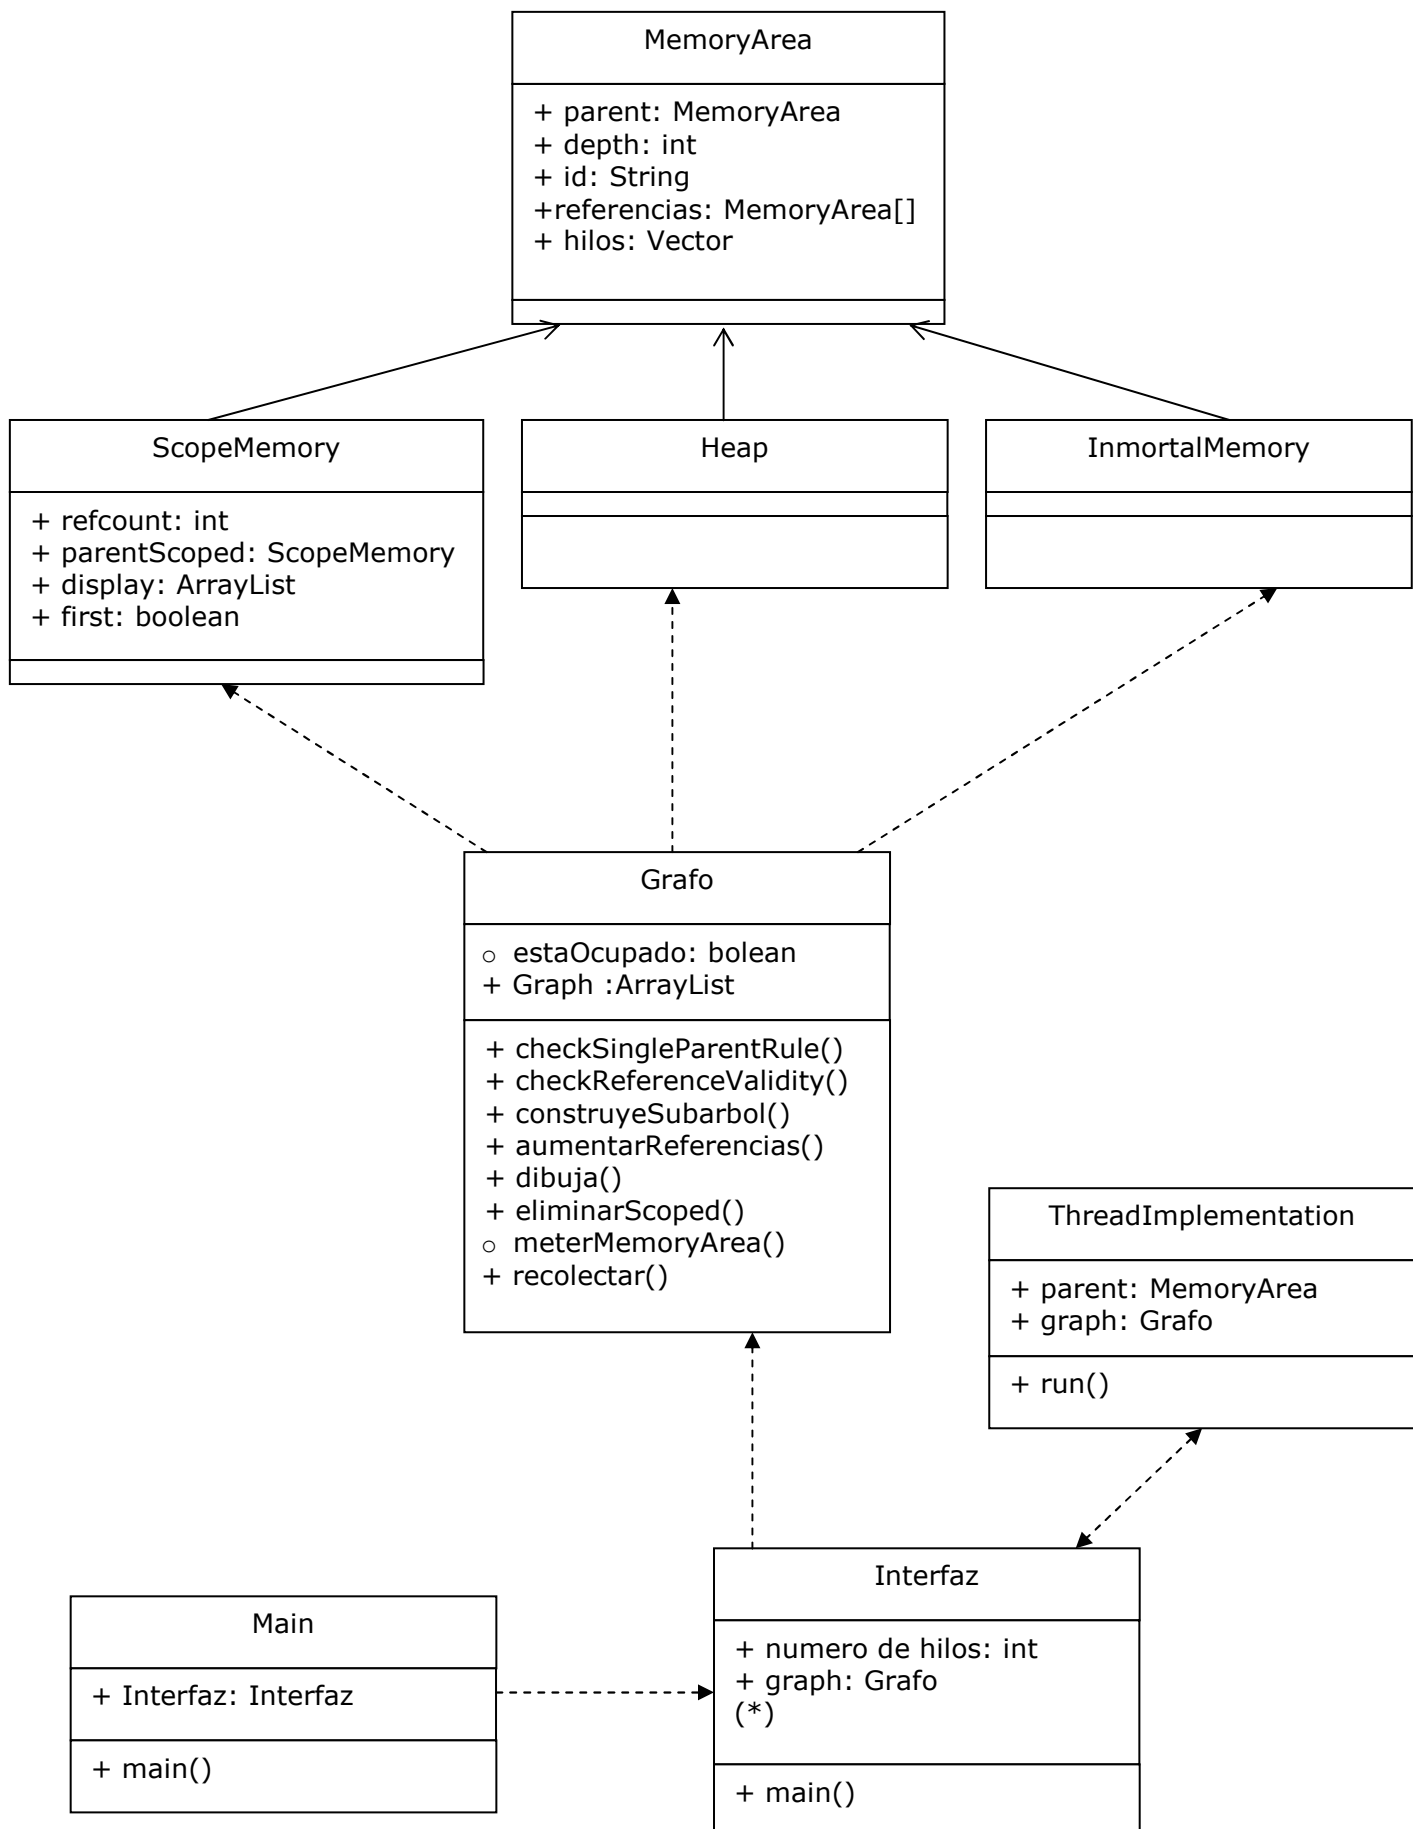 MemoryArea
+ parent: MemoryArea
+ depth: int
+ id: String
+referencias: MemoryArea[]
+ hilos: Vector
ScopeMemory
+ refcount: int
+ parentScoped: ScopeMemory
+ display: ArrayList
+ first: boolean
Heap
InmortalMemory
Grafo
○ estaOcupado: bolean
+ Graph :ArrayList
+ checkSingleParentRule()
+ checkReferenceValidity()
+ construyeSubarbol()
+ aumentarReferencias()
+ dibuja()
+ eliminarScoped()
○ meterMemoryArea()
+ recolectar()
ThreadImplementation
+ parent: MemoryArea
+ graph: Grafo
+ run()
Interfaz
+ numero de hilos: int
+ graph: Grafo
(*)
+ main()
Main
+ Interfaz: Interfaz
+ main()